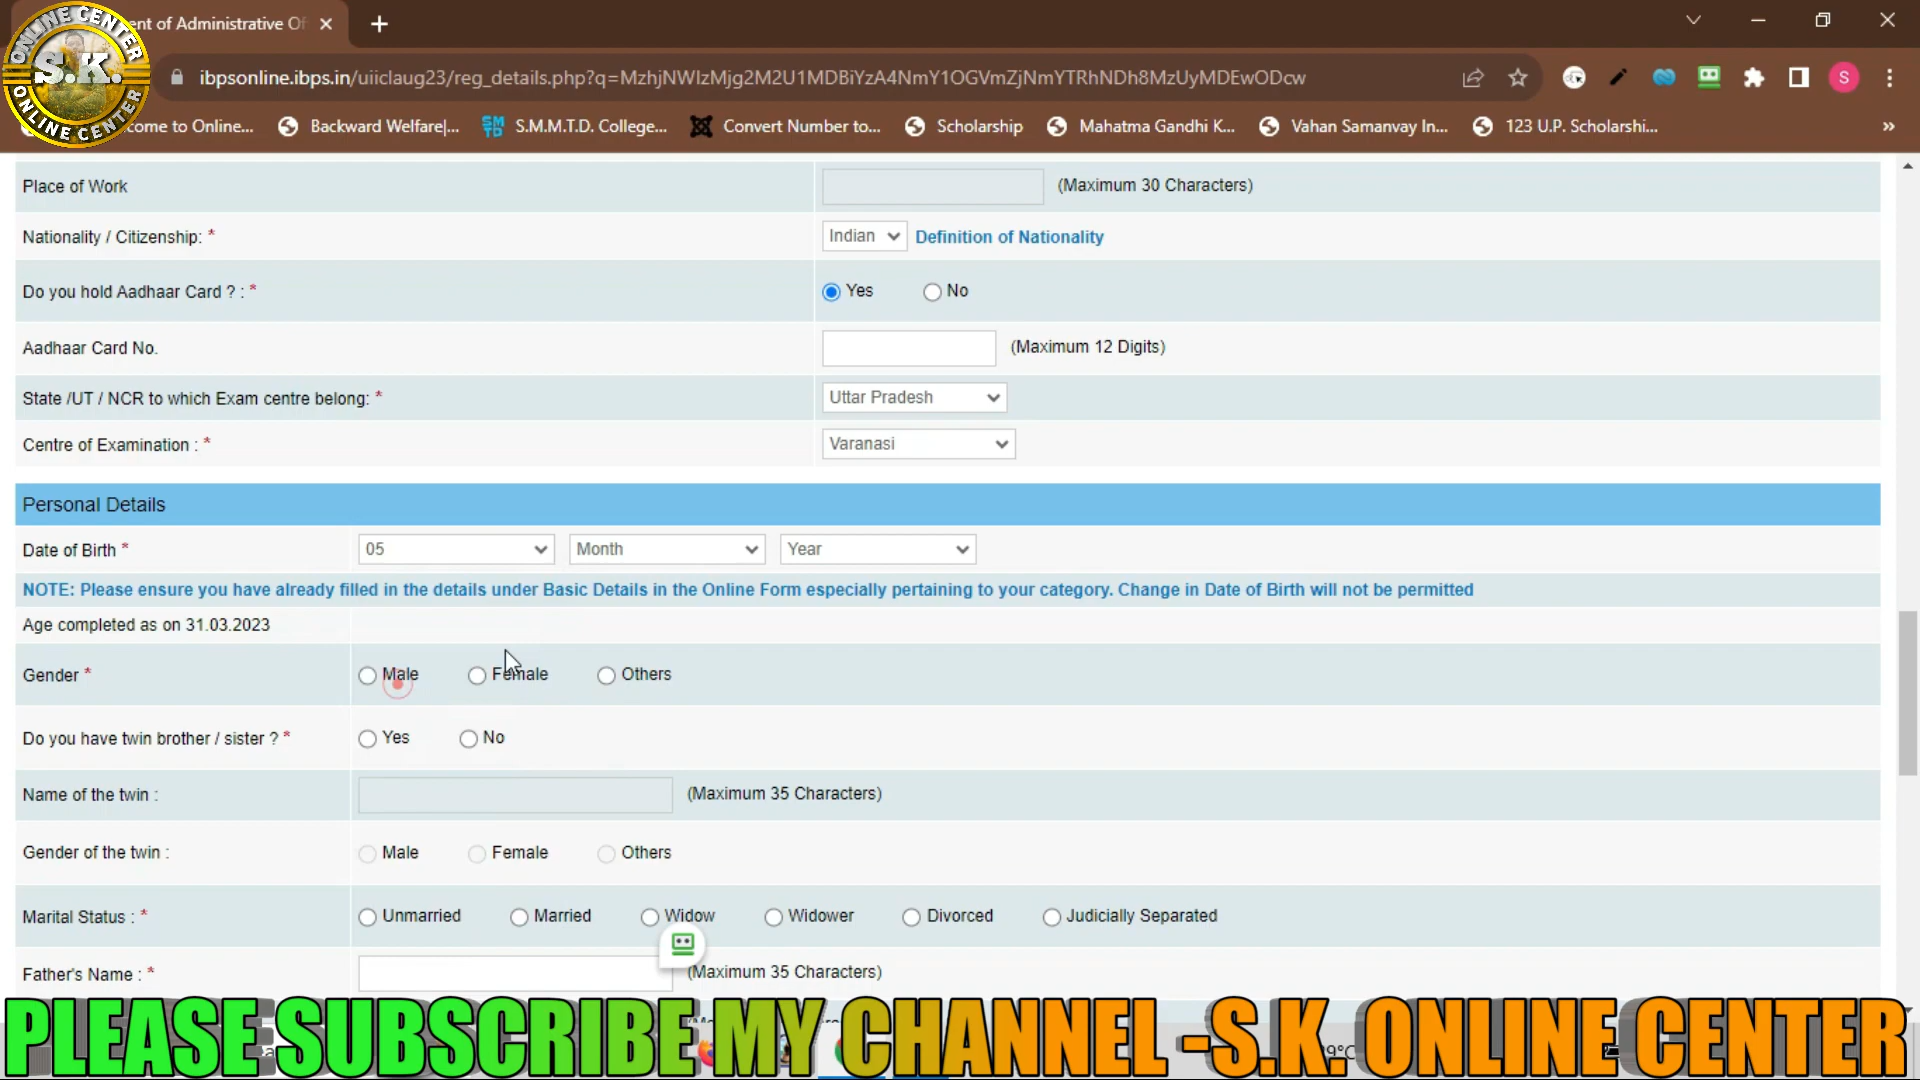 ONLINE CENTER
S.K.
ONLINE CENTER
ent of Administrative Of
ibpsonline.ibps.in/uiiclaug23/reg_details.php?q=MzhjNWIzMjg2M2U1MDBiYzA4NmY1OGVmZjNmYTRhNDh8MzUyMDEwODcw
S
come to Online...
Backward Welfare|...
S.M.M.T.D. College...
Convert Number to...
Scholarship
Mahatma Gandhi K...
Vahan Samanvay In...
123 U.P. Scholarshi...
»
Place of Work (Maximum 30 Characters)
Nationality / Citizenship: * Indian Definition of Nationality
Do you hold Aadhaar Card ? : * Yes No
Aadhaar Card No. (Maximum 12 Digits)
State /UT / NCR to which Exam centre belong: * Uttar Pradesh
Centre of Examination : * Varanasi
Personal Details
Date of Birth * 05 Month Year
NOTE: Please ensure you have already filled in the details under Basic Details in the Online Form especially pertaining to your category. Change in Date of Birth will not be permitted
Age completed as on 31.03.2023
Gender * Male Female Others
Do you have twin brother / sister ? * Yes No
Name of the twin : (Maximum 35 Characters)
Gender of the twin : Male Female Others
Marital Status : * Unmarried Married Widow Widower Divorced Judicially Separated
Father's Name : * (Maximum 35 Characters)
PLEASE SUBSCRIBE MY CHANNEL -S.K. ONLINE CENTER